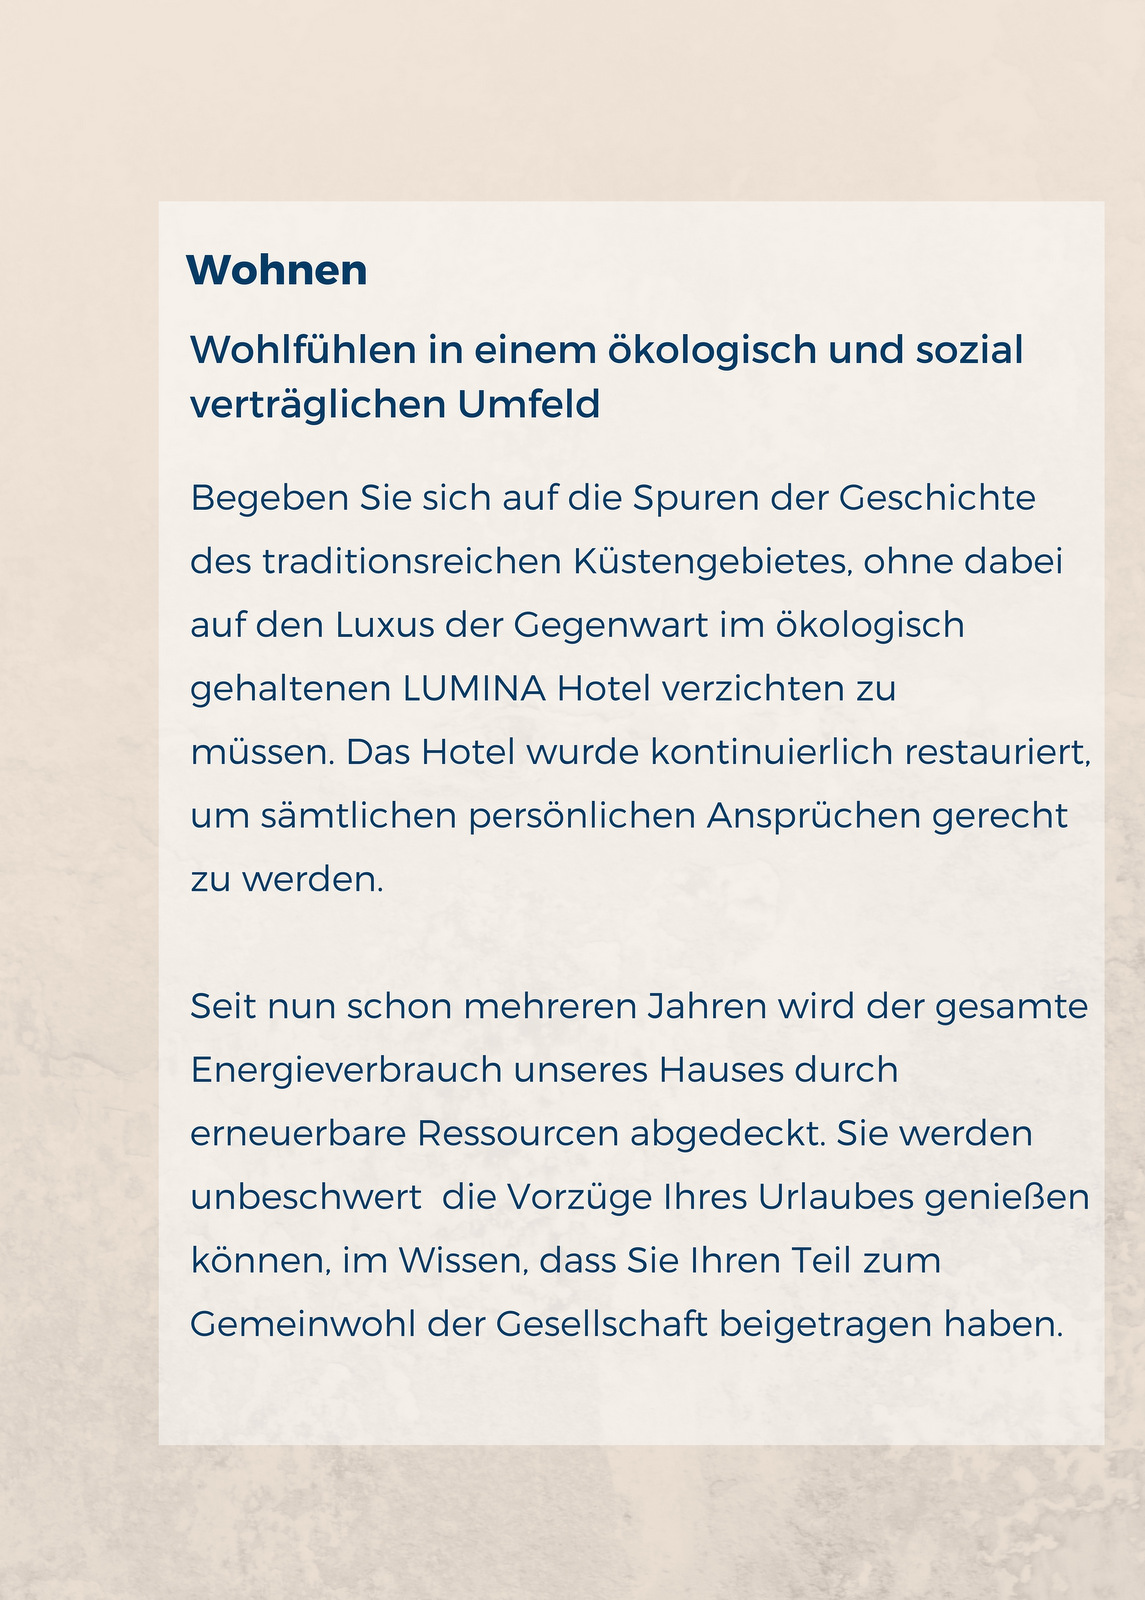 Wohnen
Wohlfühlen in einem ökologisch und sozial
verträglichen Umfeld
Begeben Sie sich auf die Spuren der Geschichte
des traditionsreichen Küstengebietes, ohne dabei
auf den Luxus der Gegenwart im ökologisch
gehaltenen LUMINA Hotel verzichten zu
müssen. Das Hotel wurde kontinuierlich restauriert,
um sämtlichen persönlichen Ansprüchen gerecht
zu werden.
Seit nun schon mehreren Jahren wird der gesamte
Energieverbrauch unseres Hauses durch
erneuerbare Ressourcen abgedeckt. Sie werden
unbeschwert  die Vorzüge Ihres Urlaubes genießen
können, im Wissen, dass Sie Ihren Teil zum
Gemeinwohl der Gesellschaft beigetragen haben.